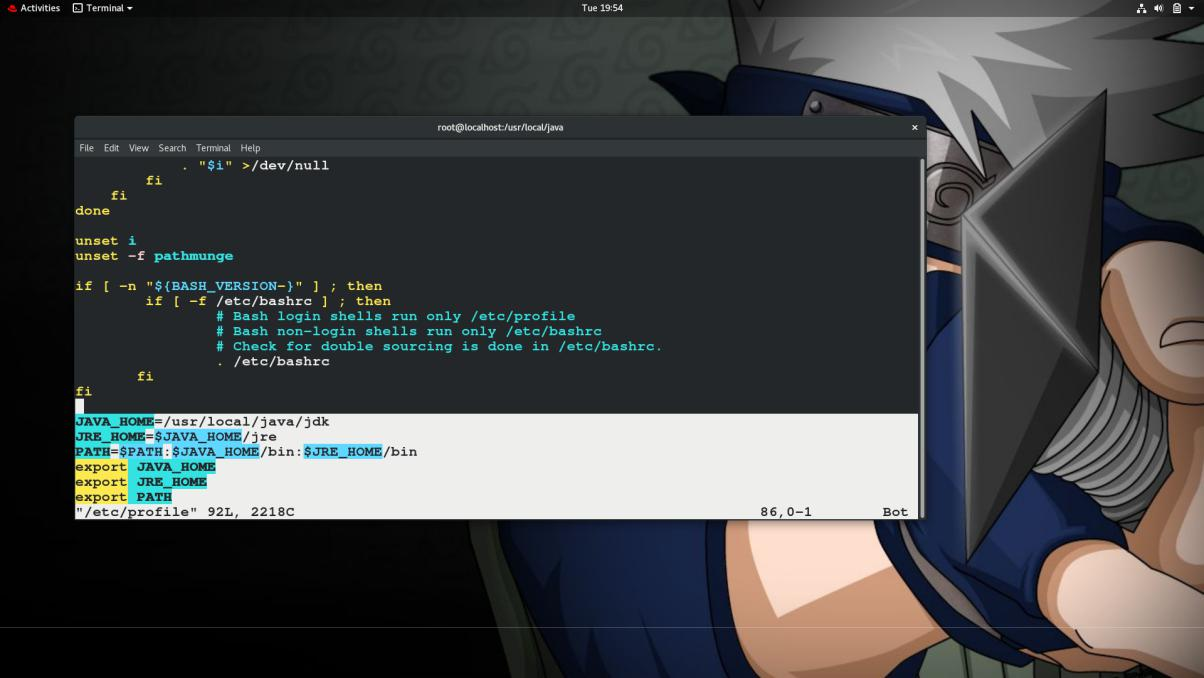 Activities Terminal Tue 19:54
root@localhost:/usr/local/java ×
File Edit View Search Terminal Help
. "$i" >/dev/null
fi
fi
done
unset i
unset -f pathmunge
if [ -n "${BASH_VERSION-}" ] ; then
if [ -f /etc/bashrc ] ; then
# Bash login shells run only /etc/profile
# Bash non-login shells run only /etc/bashrc
# Check for double sourcing is done in /etc/bashrc.
. /etc/bashrc
fi
fi
JAVA_HOME=/usr/local/java/jdk
JRE_HOME=$JAVA_HOME/jre
PATH=$PATH:$JAVA_HOME/bin:$JRE_HOME/bin
export JAVA_HOME
export JRE_HOME
export PATH
"/etc/profile" 92L, 2218C 86,0-1 Bot